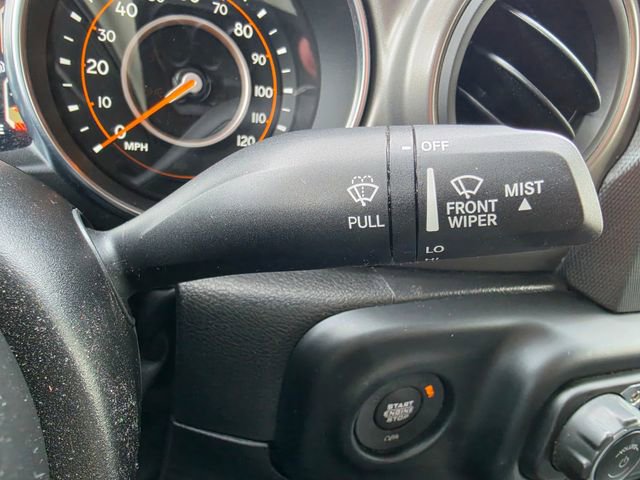 40
70
30
80
20
90
10
100
0
110
120
MPH
OFF
PULL
FRONT
WIPER
MIST
LO
HI
START
ENGINE
STOP